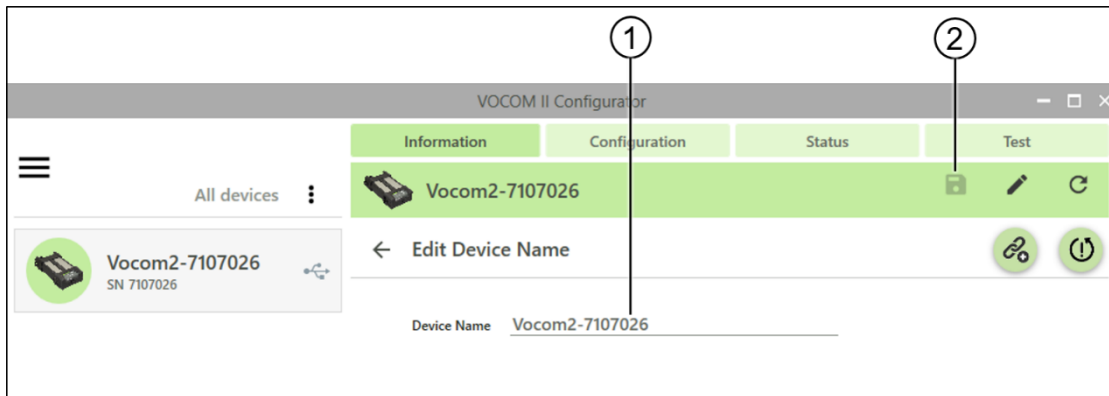 1 2
VOCOM II Configurator
Information Configuration Status Test
All devices
Vocom2-7107026
Edit Device Name
Vocom2-7107026
SN 7107026
Device Name Vocom2-7107026